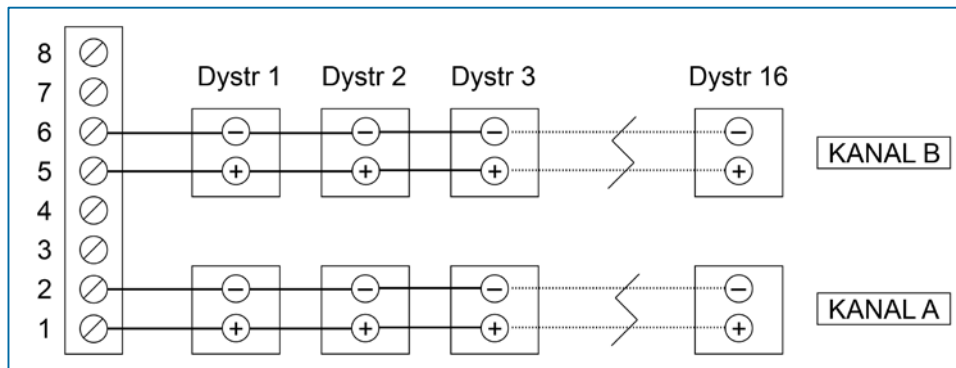 8
7
6
5
4
3
2
1
Dystr 1 Dystr 2 Dystr 3 Dystr 16
− − − −
+ + + +
KANAL B
− − − −
+ + + +
KANAL A